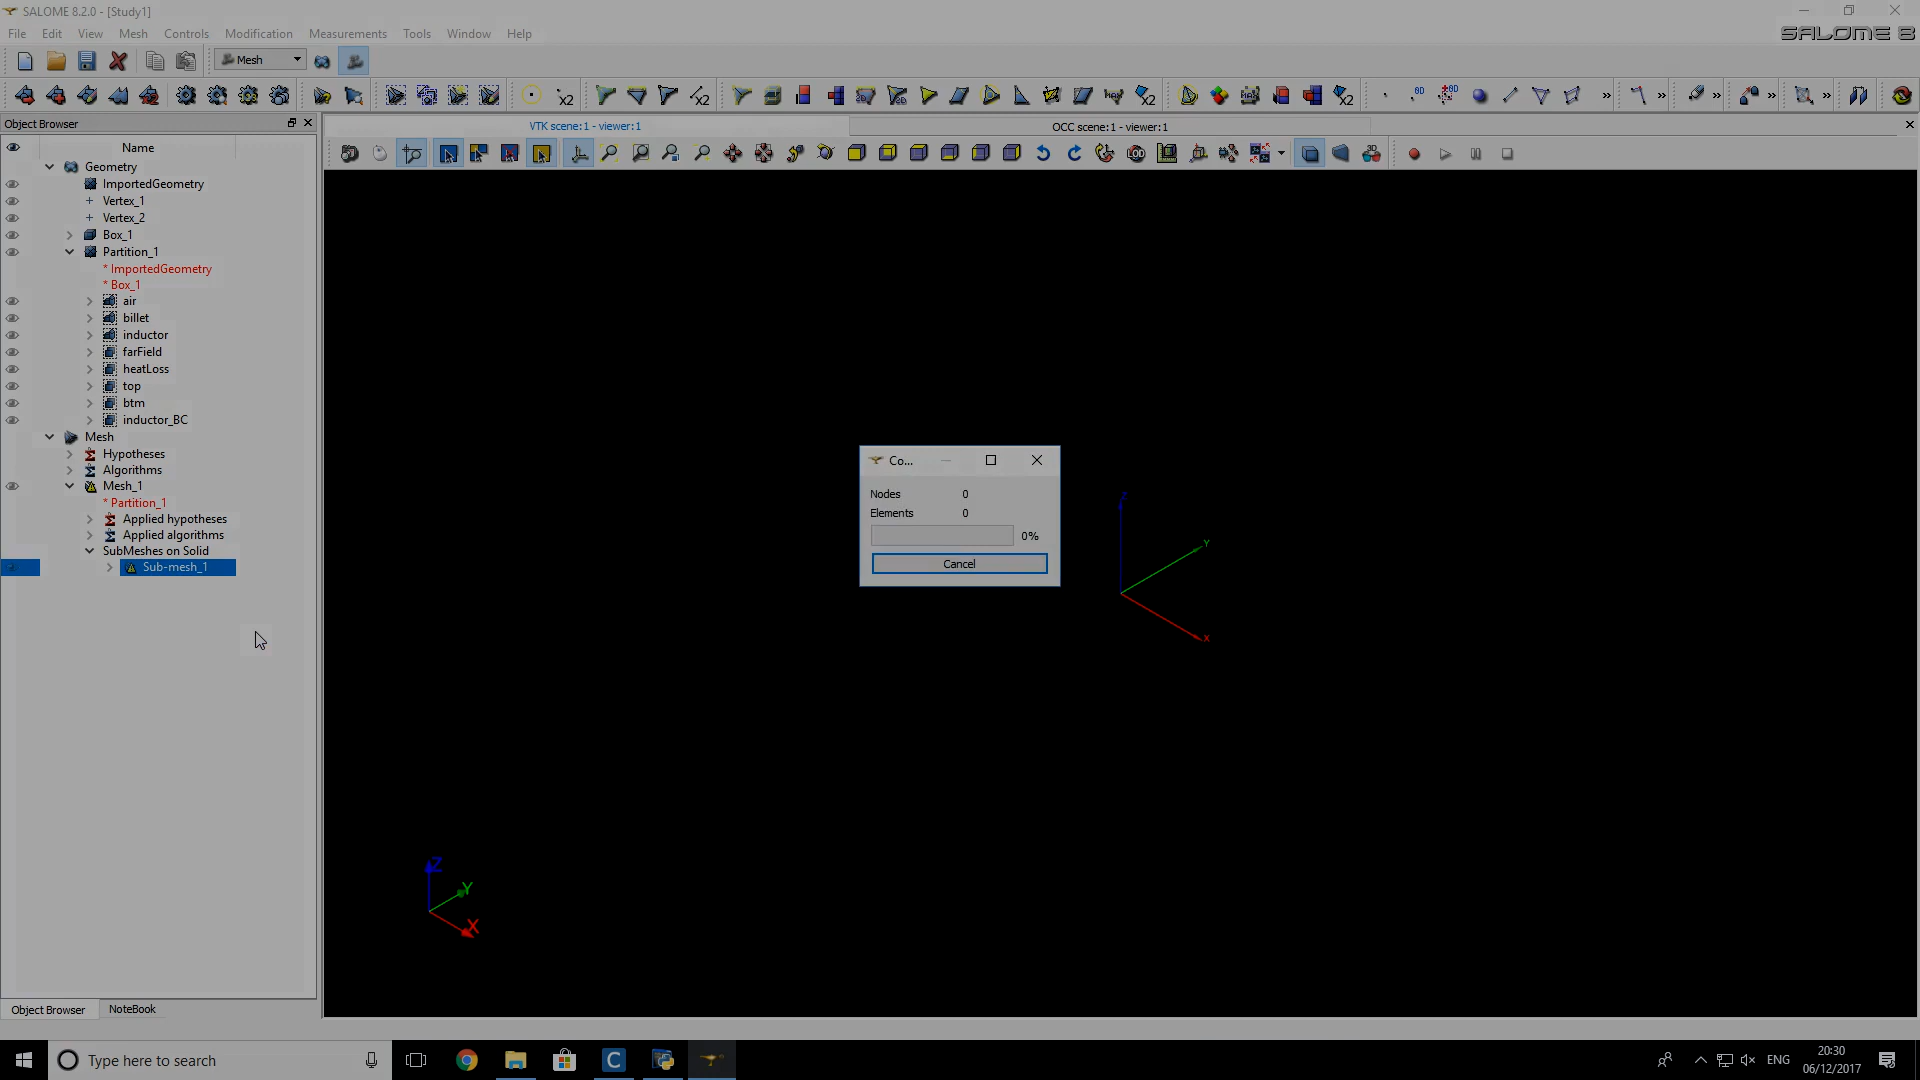 SALOME 8.2.0 - [Study1]
File Edit View Mesh Controls Modification Measurements Tools Window Help
SALOME 8
Mesh
Object Browser
VTK scene:1 - viewer:1
OCC scene:1 - viewer:1
Name
Geometry
ImportedGeometry
Vertex_1
Vertex_2
Box_1
Partition_1
* ImportedGeometry
* Box_1
air
billet
inductor
farField
heatLoss
top
btm
inductor_BC
Mesh
Hypotheses
Algorithms
Mesh_1
* Partition_1
Applied hypotheses
Applied algorithms
SubMeshes on Solid
Sub-mesh_1
Co...
Nodes 0
Elements 0
0%
Cancel
Z
Y
X
Z
Y
X
Object Browser
NoteBook
Type here to search
ENG
20:30
06/12/2017